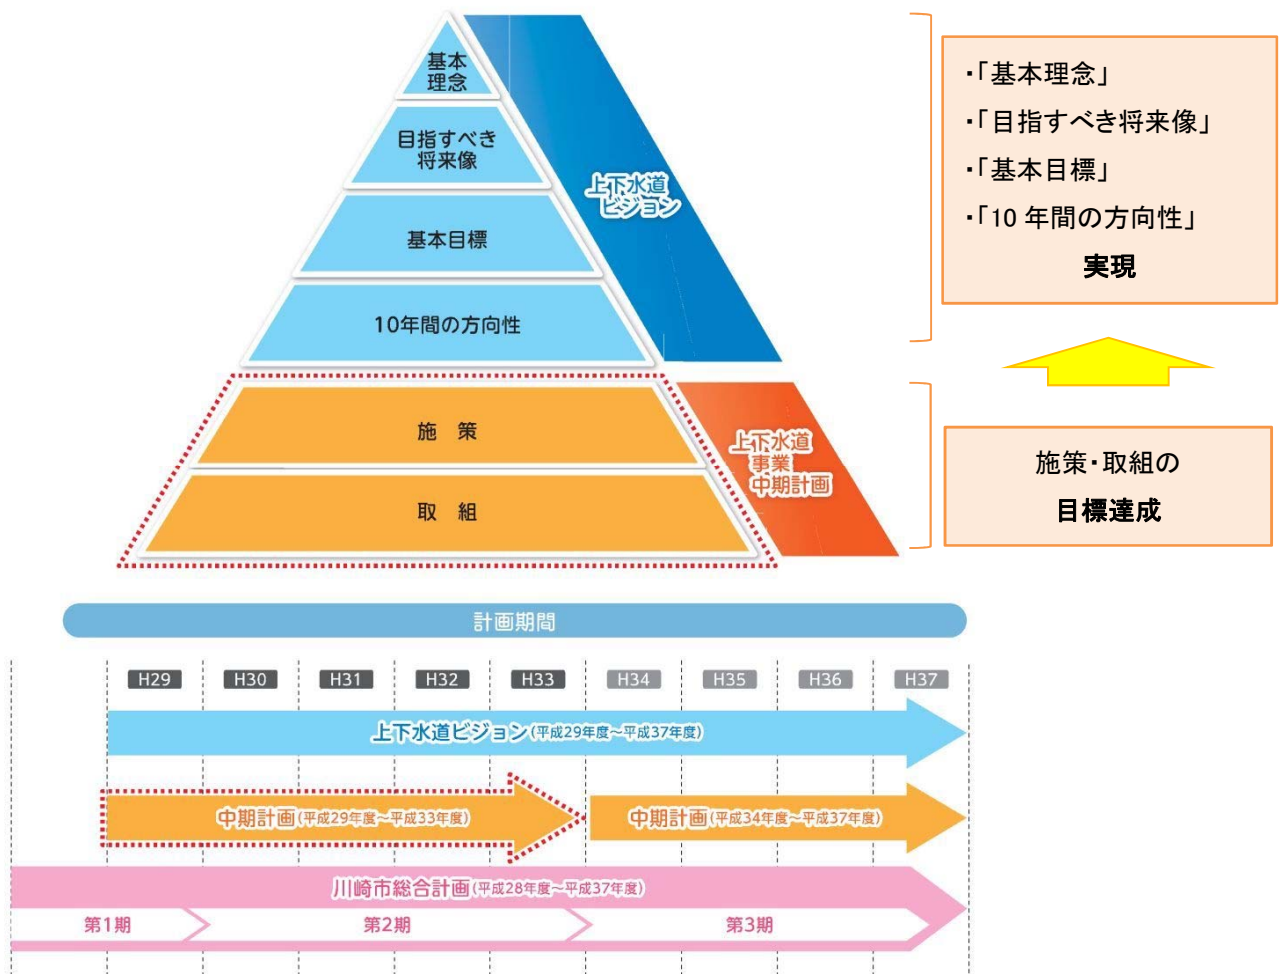 基本
理念
目指すべき
将来像
基本目標
10年間の方向性
施 策
取 組
上下水道
ビジョン
上下水道
事業
中期計画
・「基本理念」
・「目指すべき将来像」
・「基本目標」
・「10 年間の方向性」
実現
施策・取組の
目標達成
計画期間
H29 H30 H31 H32 H33 H34 H35 H36 H37
上下水道ビジョン(平成29年度～平成37年度)
中期計画(平成29年度～平成33年度) 中期計画(平成34年度～平成37年度)
川崎市総合計画(平成28年度～平成37年度)
第1期 第2期 第3期